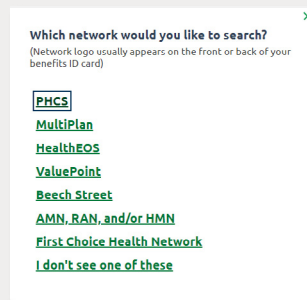 Which network would you like to search?
(Network logo usually appears on the front or back of your
benefits ID card)
PHCS
MultiPlan
HealthEOS
ValuePoint
Beech Street
AMN, RAN, and/or HMN
First Choice Health Network
I don't see one of these